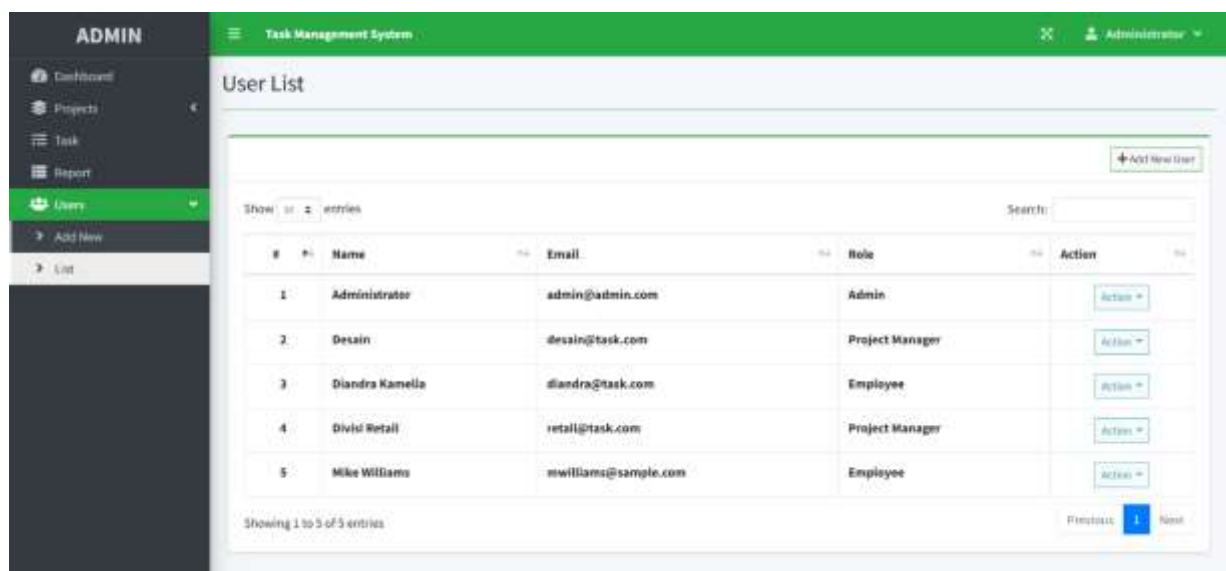 ADMIN
Task Management System
Administrator
Dashboard
Projects
Task
Report
Users
Add New
List
User List
Add New User
Show 10 entries
Search:
# Name Email Role Action
1 Administrator admin@admin.com Admin Action
2 Desain desain@task.com Project Manager Action
3 Diandra Kamelia diandra@task.com Employee Action
4 Divisi Retail retail@task.com Project Manager Action
5 Mike Williams mwilliams@sample.com Employee Action
Showing 1 to 5 of 5 entries
Previous 1 Next